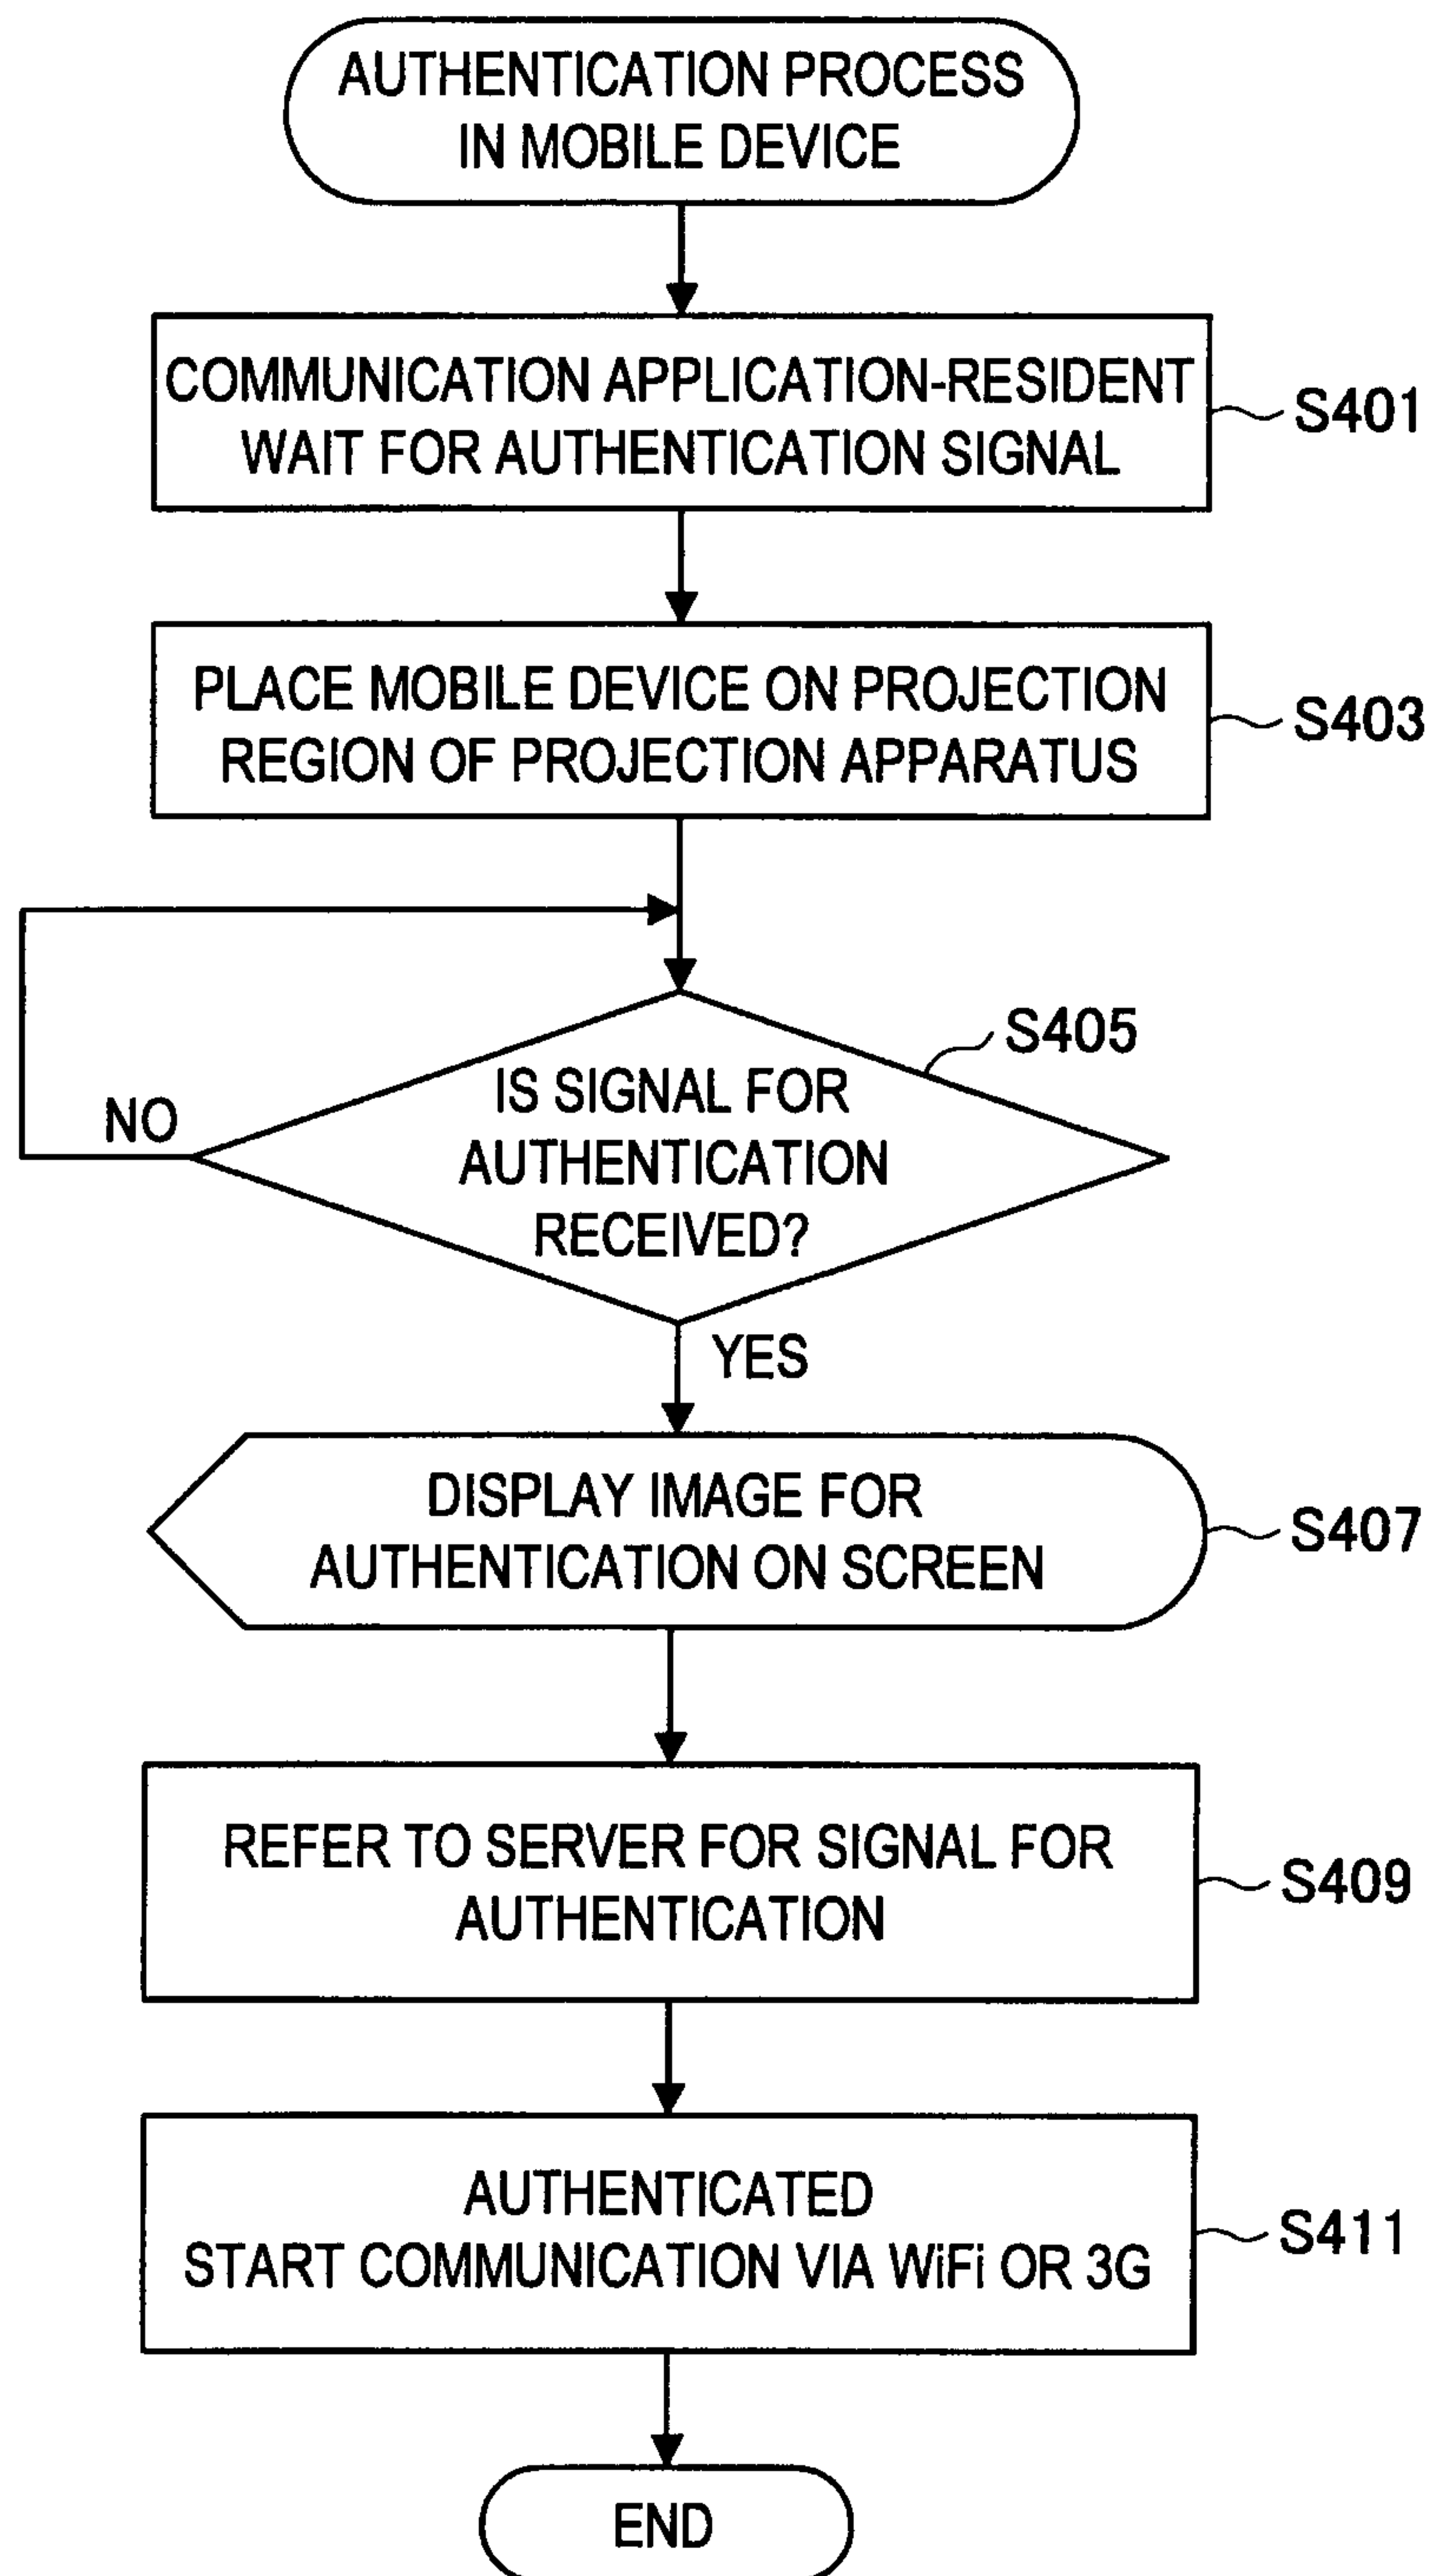 AUTHENTICATION PROCESS
IN MOBILE DEVICE
COMMUNICATION APPLICATION-RESIDENT
WAIT FOR AUTHENTICATION SIGNAL
S401
PLACE MOBILE DEVICE ON PROJECTION
REGION OF PROJECTION APPARATUS
S403
S405
IS SIGNAL FOR
AUTHENTICATION
RECEIVED?
NO
YES
DISPLAY IMAGE FOR
AUTHENTICATION ON SCREEN
S407
REFER TO SERVER FOR SIGNAL FOR
AUTHENTICATION
S409
AUTHENTICATED
START COMMUNICATION VIA WiFi OR 3G
S411
END